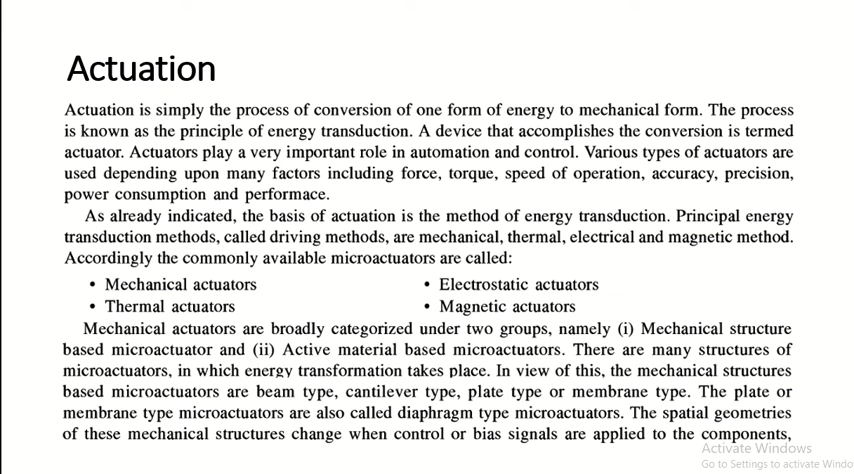 Actuation
Actuation is simply the process of conversion of one form of energy to mechanical form. The process
is known as the principle of energy transduction. A device that accomplishes the conversion is termed
actuator. Actuators play a very important role in automation and control. Various types of actuators are
used depending upon many factors including force, torque, speed of operation, accuracy, precision,
power consumption and performace.
As already indicated, the basis of actuation is the method of energy transduction. Principal energy
transduction methods, called driving methods, are mechanical, thermal, electrical and magnetic method.
Accordingly the commonly available microactuators are called:
• Mechanical actuators
• Thermal actuators
• Electrostatic actuators
• Magnetic actuators
Mechanical actuators are broadly categorized under two groups, namely (i) Mechanical structure
based microactuator and (ii) Active material based microactuators. There are many structures of
microactuators, in which energy transformation takes place. In view of this, the mechanical structures
based microactuators are beam type, cantilever type, plate type or membrane type. The plate or
membrane type microactuators are also called diaphragm type microactuators. The spatial geometries
of these mechanical structures change when control or bias signals are applied to the components,
Activate Windows
Go to Settings to activate Windo